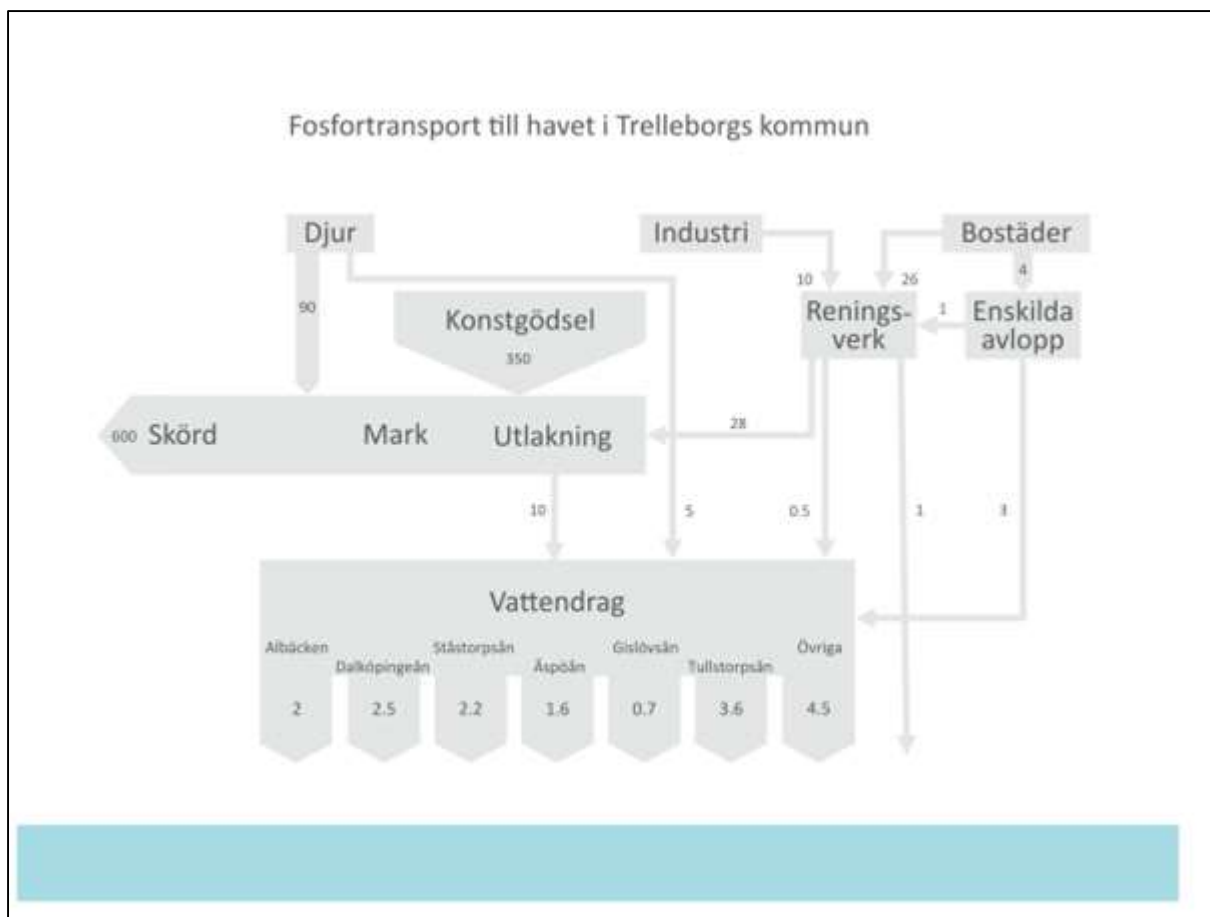 Fosfortransport till havet i Trelleborgs kommun
Djur
Industri
Bostäder
4
90
10
26
Konstgödsel
350
Renings-
verk
1
Enskilda
avlopp
600 Skörd
Mark
Utlakning
28
10
5
0.5
1
3
Vattendrag
Albäcken
Ståstorpsån
Gislövsån
Övriga
Dalköpingeån
Äspöån
Tullstorpsån
2
2.5
2.2
1.6
0.7
3.6
4.5